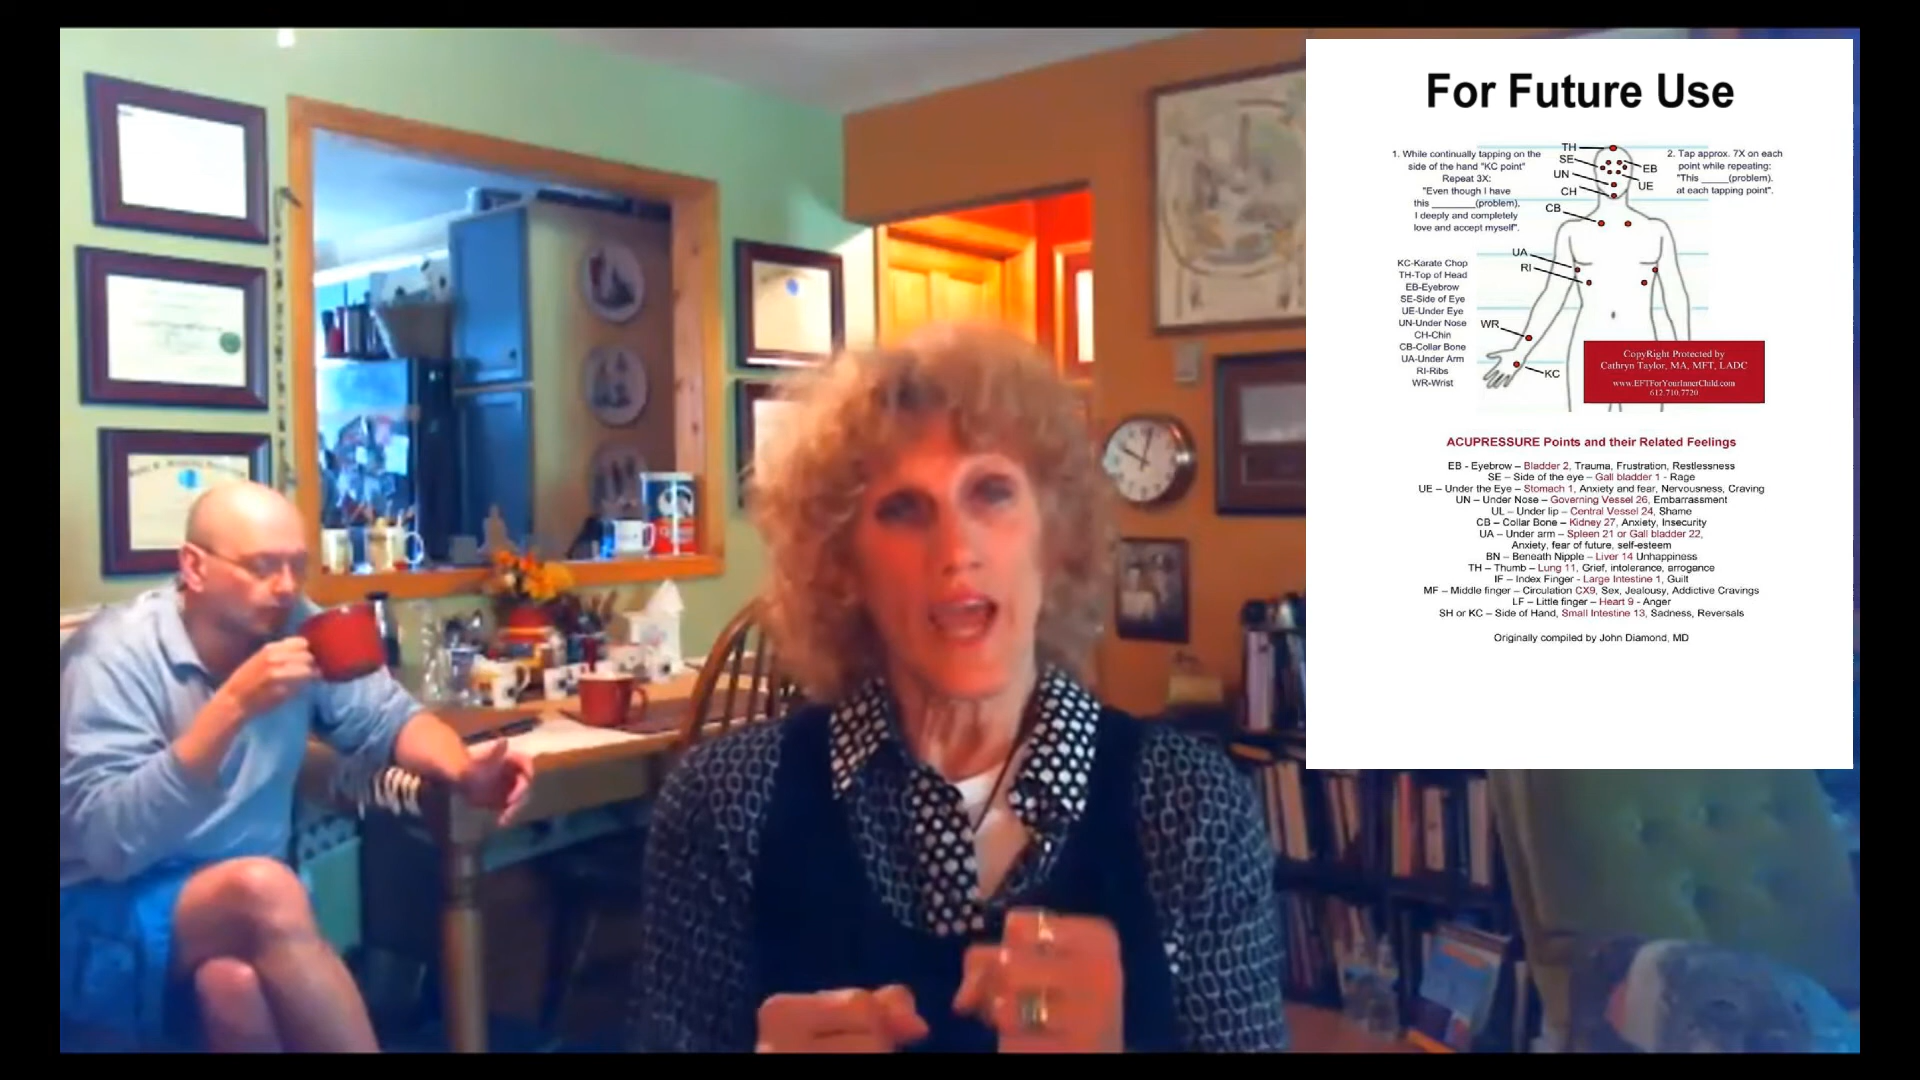 For Future Use
1. While continually tapping on the
side of the hand "KC point"
Repeat 3X:
"Even though I have
this ________(problem),
I deeply and completely
love and accept myself".
TH
SE
UN
CH
CB
EB
UE
2. Tap approx. 7X on each
point while repeating:
"This _____(problem).
at each tapping point".
UA
RI
WR
KC
KC-Karate Chop
TH-Top of Head
EB-Eyebrow
SE-Side of Eye
UE-Under Eye
UN-Under Nose
CH-Chin
CB-Collar Bone
UA-Under Arm
RI-Ribs
WR-Wrist
CopyRight Protected by
Cathryn Taylor, MA, MFT, LADC
www.EFTForYourInnerChild.com
612.710.7720
ACUPRESSURE Points and their Related Feelings
EB - Eyebrow – Bladder 2, Trauma, Frustration, Restlessness
SE – Side of the eye – Gall bladder 1 - Rage
UE – Under the Eye – Stomach 1, Anxiety and fear, Nervousness, Craving
UN – Under Nose – Governing Vessel 26, Embarrassment
UL – Under lip – Central Vessel 24, Shame
CB – Collar Bone – Kidney 27, Anxiety, Insecurity
UA – Under arm – Spleen 21 or Gall bladder 22,
Anxiety, fear of future, self-esteem
BN – Beneath Nipple – Liver 14 Unhappiness
TH – Thumb – Lung 11, Grief, intolerance, arrogance
IF – Index Finger - Large Intestine 1, Guilt
MF – Middle finger – Circulation CX9, Sex, Jealousy, Addictive Cravings
LF – Little finger – Heart 9 - Anger
SH or KC – Side of Hand, Small Intestine 13, Sadness, Reversals
Originally compiled by John Diamond, MD